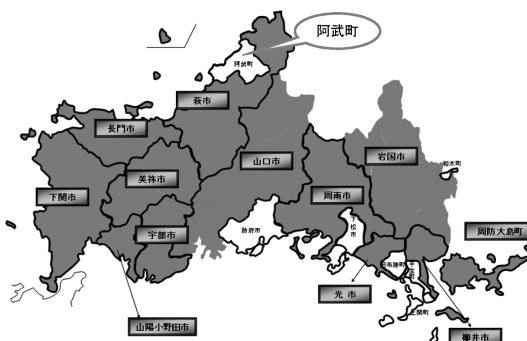 阿武町
阿武町
萩市
長門市
山口市
岩国市
和木町
美祢市
下関市
周南市
宇部市
防府市
下松市
周防大島町
田布施町
平生町
光 市
上関町
山陽小野田市
柳井市